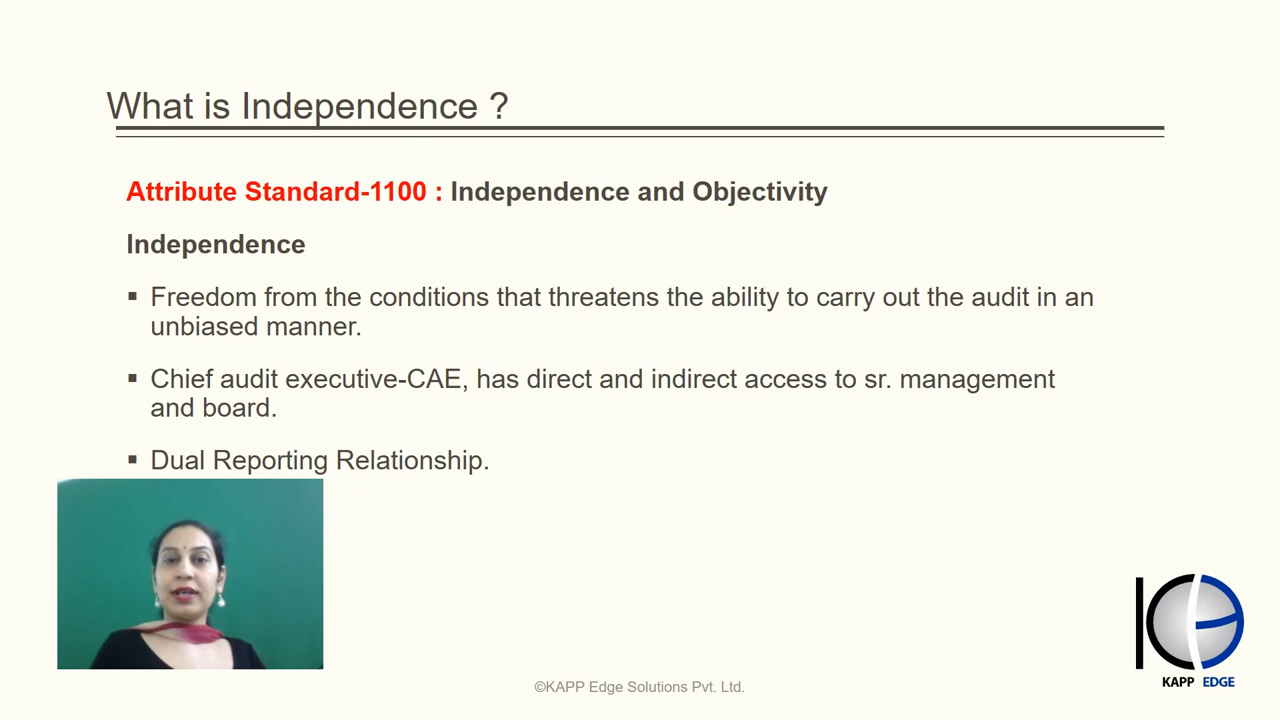 What is Independence ?
Attribute Standard-1100 : Independence and Objectivity
Independence
▪ Freedom from the conditions that threatens the ability to carry out the audit in an
unbiased manner.
▪ Chief audit executive-CAE, has direct and indirect access to sr. management
and board.
▪ Dual Reporting Relationship.
KAPP EDGE
©KAPP Edge Solutions Pvt. Ltd.